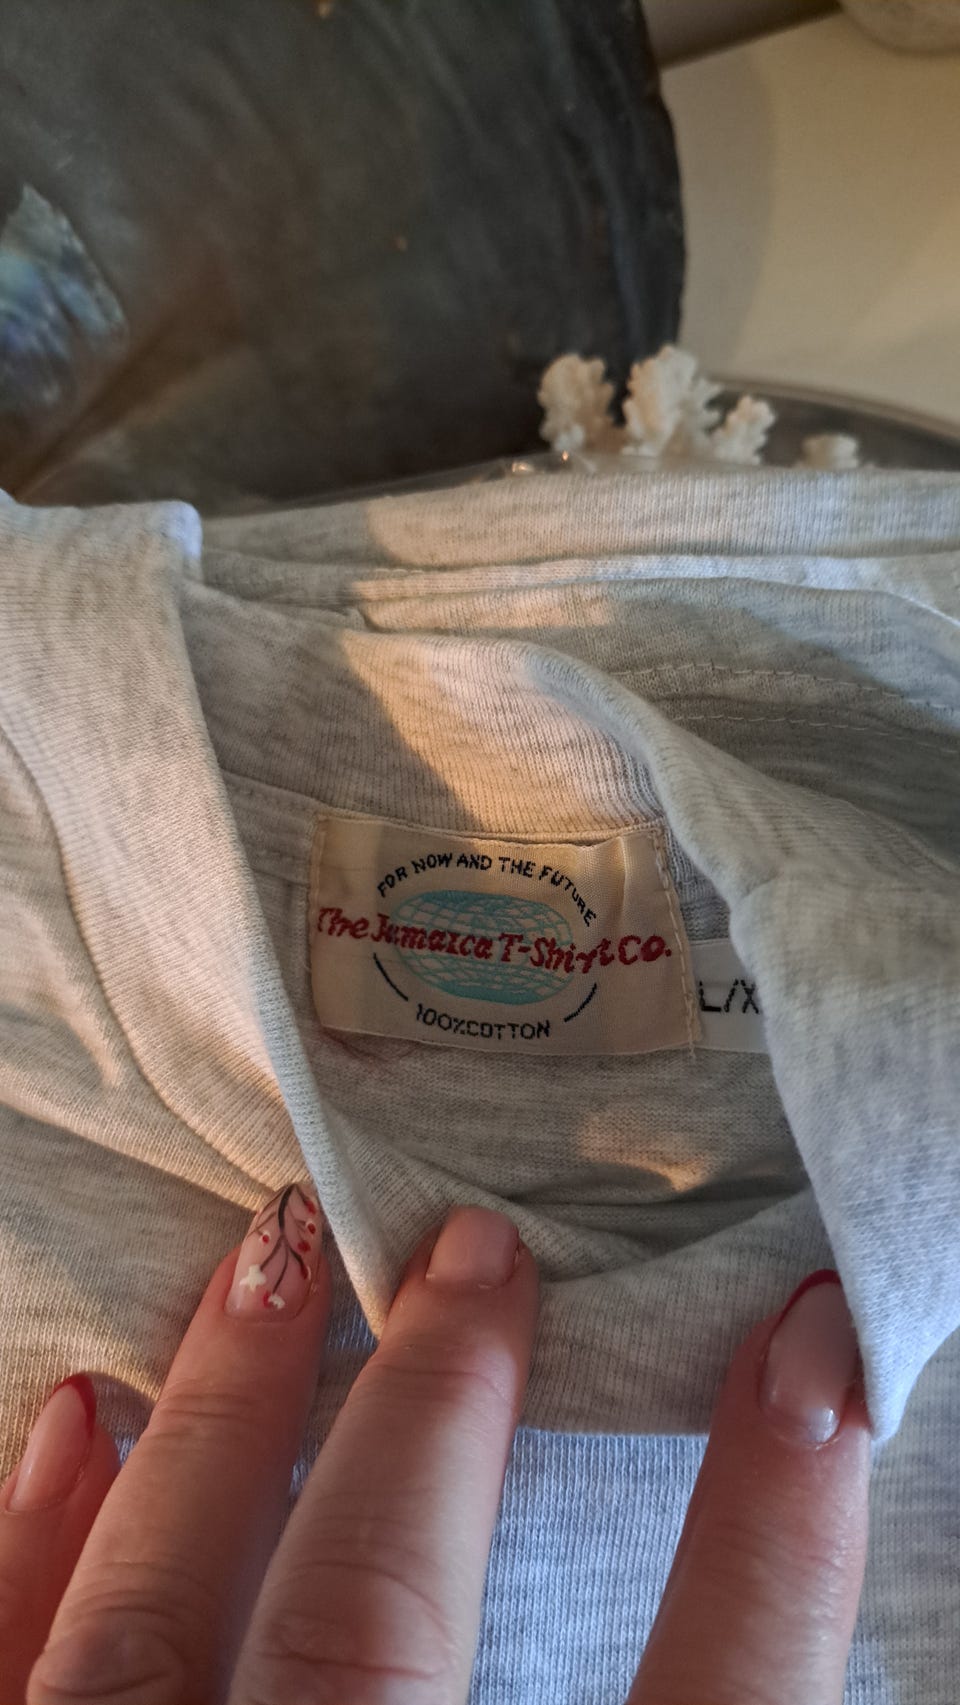 FOR NOW AND THE FUTURE
The Jamaica T-Shirt Co.
100%COTTON
L/X